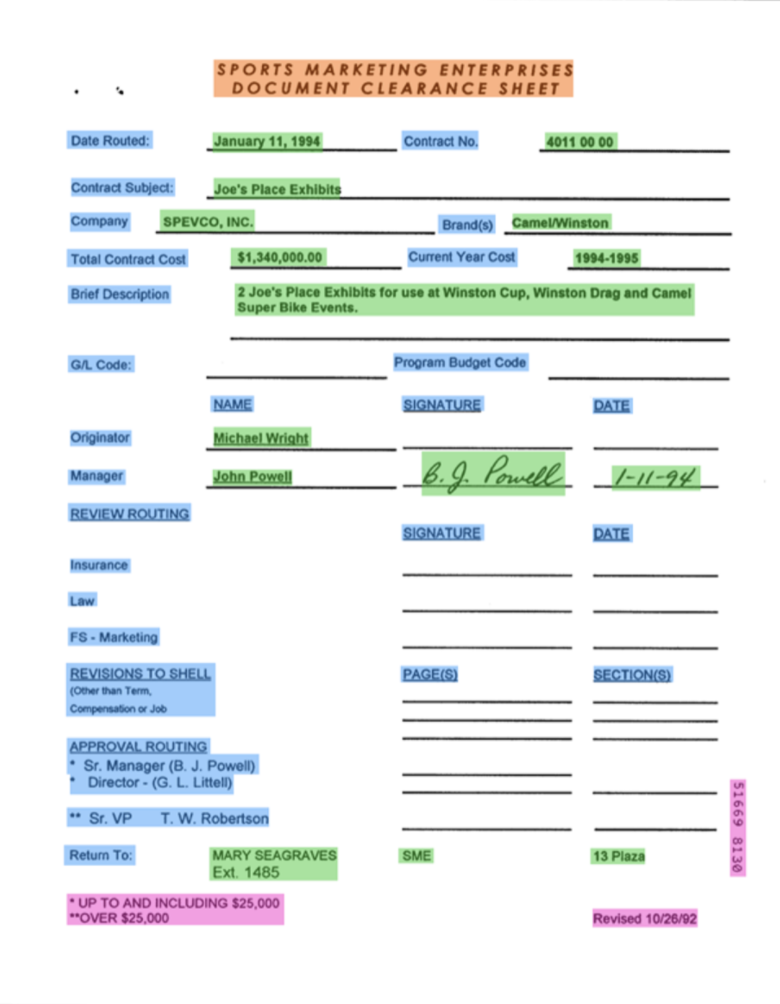 SPORTS MARKETING ENTERPRISES
DOCUMENT CLEARANCE SHEET
Date Routed: January 11, 1994 Contract No. 4011 00 00
Contract Subject: Joe's Place Exhibits
Company SPEVCO, INC. Brand(s) Camel/Winston
Total Contract Cost $1,340,000.00 Current Year Cost 1994-1995
Brief Description 2 Joe's Place Exhibits for use at Winston Cup, Winston Drag and Camel
Super Bike Events.
G/L Code: Program Budget Code
NAME SIGNATURE DATE
Originator Michael Wright
Manager John Powell B. J. Powell 1-11-94
REVIEW ROUTING
SIGNATURE DATE
Insurance
Law
FS - Marketing
REVISIONS TO SHELL PAGE(S) SECTION(S)
(Other than Term,
Compensation or Job
APPROVAL ROUTING
* Sr. Manager (B. J. Powell)
* Director - (G. L. Littell)
** Sr. VP T. W. Robertson
Return To: MARY SEAGRAVES SME 13 Plaza
Ext. 1485
* UP TO AND INCLUDING $25,000
**OVER $25,000 Revised 10/26/92
51669 8130